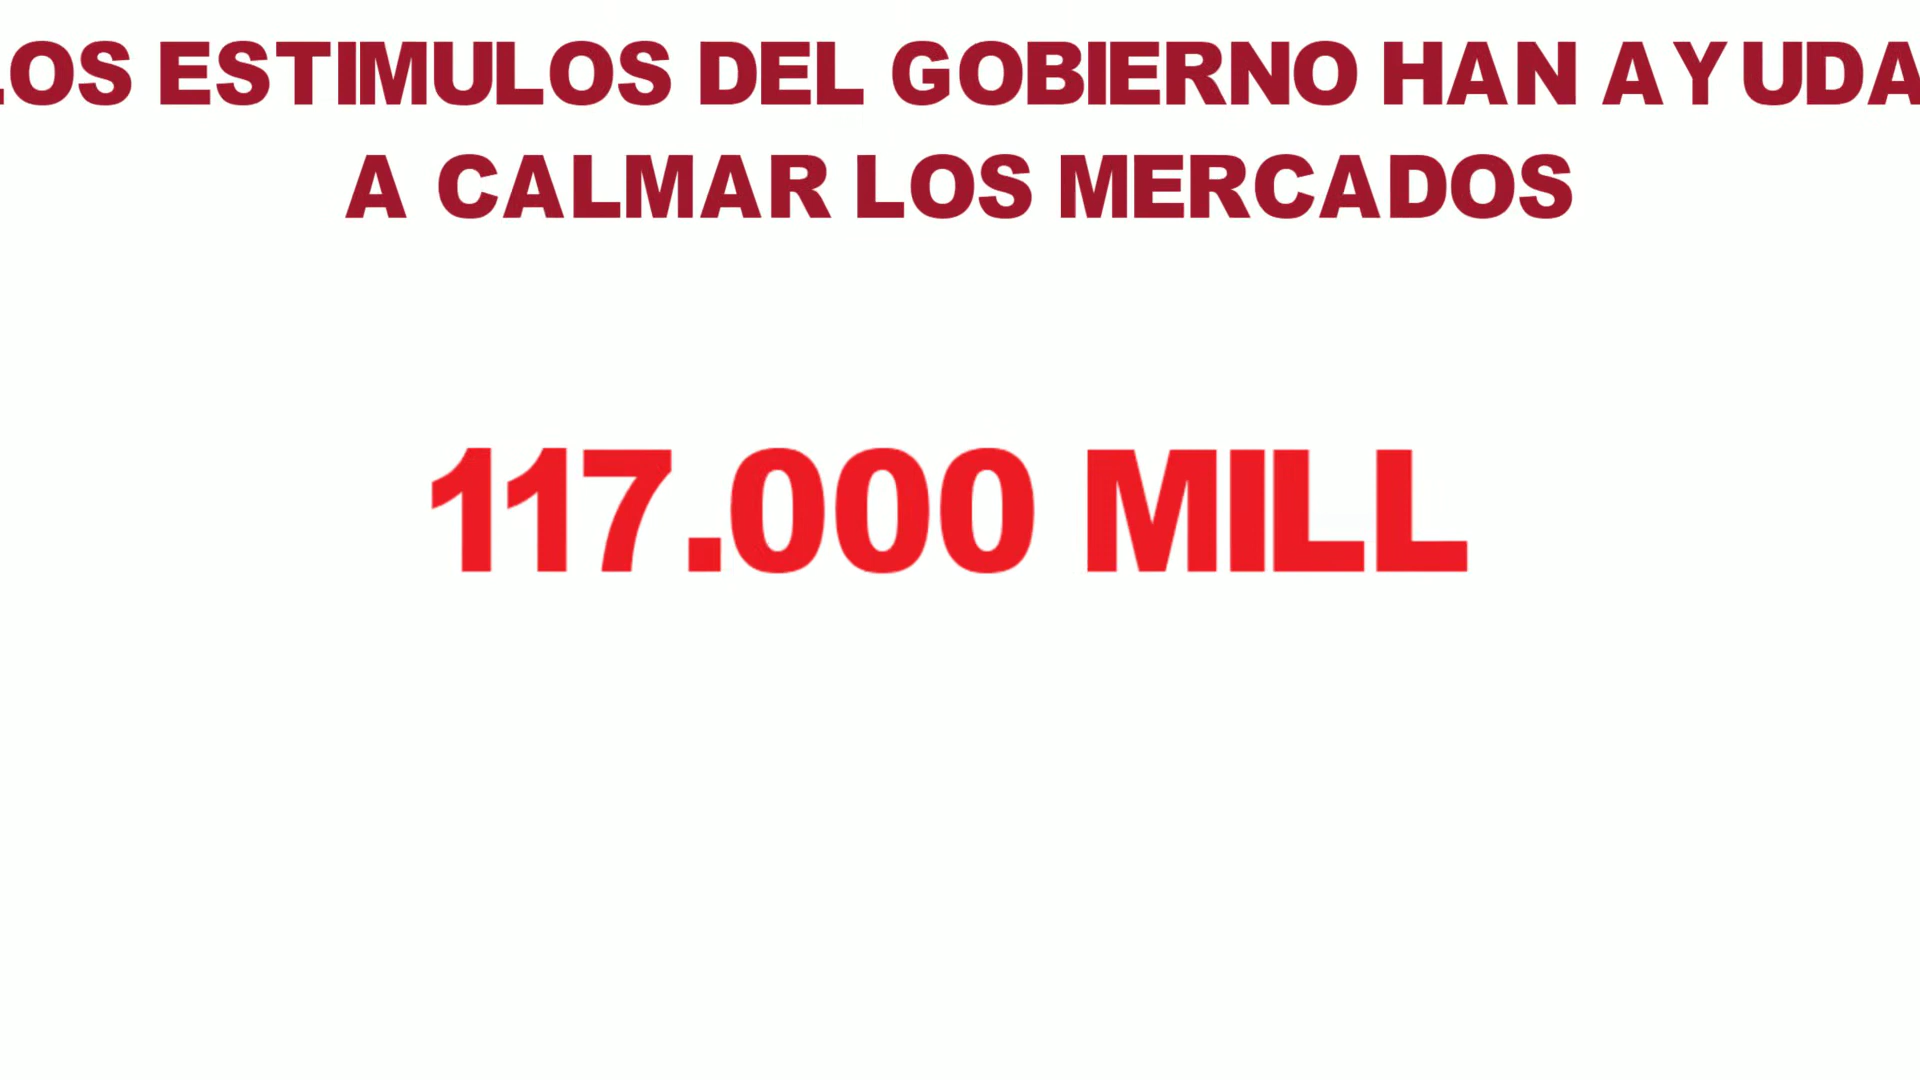 LOS ESTIMULOS DEL GOBIERNO HAN AYUDA
A CALMAR LOS MERCADOS
117.000 MILL